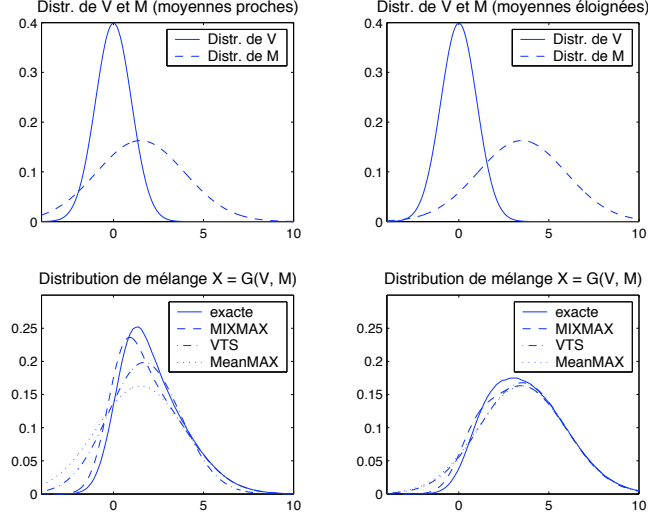 Distr. de V et M (moyennes proches)
0.4
0.3
0.2
0.1
0
0
5
10
Distr. de V
Distr. de M
Distr. de V et M (moyennes éloignées)
0.4
0.3
0.2
0.1
0
0
5
10
Distr. de V
Distr. de M
Distribution de mélange X = G(V, M)
0.25
0.2
0.15
0.1
0.05
0
0
5
10
exacte
MIXMAX
VTS
MeanMAX
Distribution de mélange X = G(V, M)
0.25
0.2
0.15
0.1
0.05
0
0
5
10
exacte
MIXMAX
VTS
MeanMAX